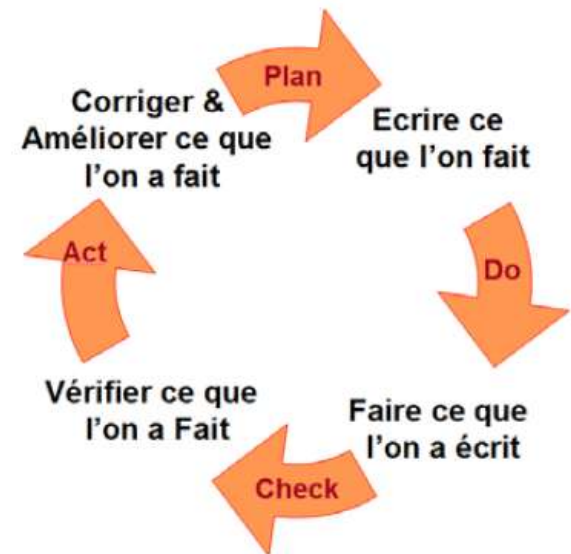 Plan
Ecrire ce
que l'on fait
Do
Faire ce que
l'on a écrit
Check
Vérifier ce que
l'on a Fait
Act
Corriger &
Améliorer ce que
l'on a fait